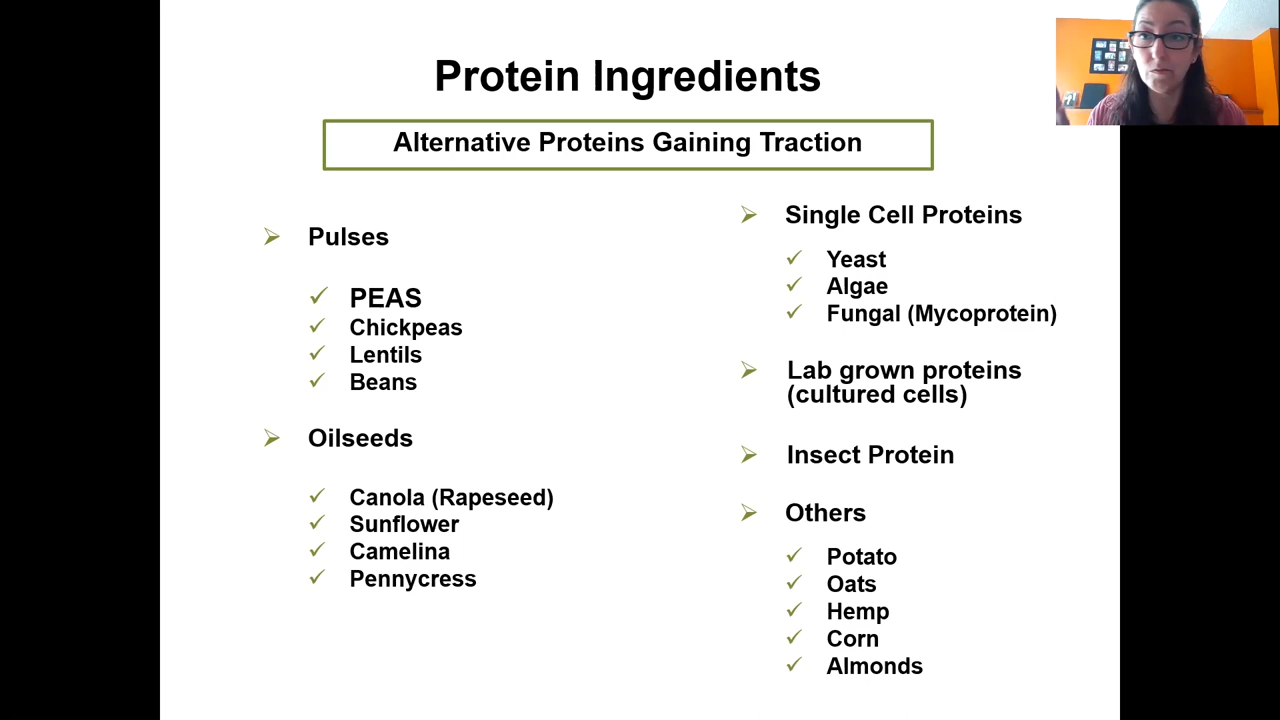 Protein Ingredients
Alternative Proteins Gaining Traction
Pulses
PEAS
Chickpeas
Lentils
Beans
Oilseeds
Canola (Rapeseed)
Sunflower
Camelina
Pennycress
Single Cell Proteins
Yeast
Algae
Fungal (Mycoprotein)
Lab grown proteins
(cultured cells)
Insect Protein
Others
Potato
Oats
Hemp
Corn
Almonds